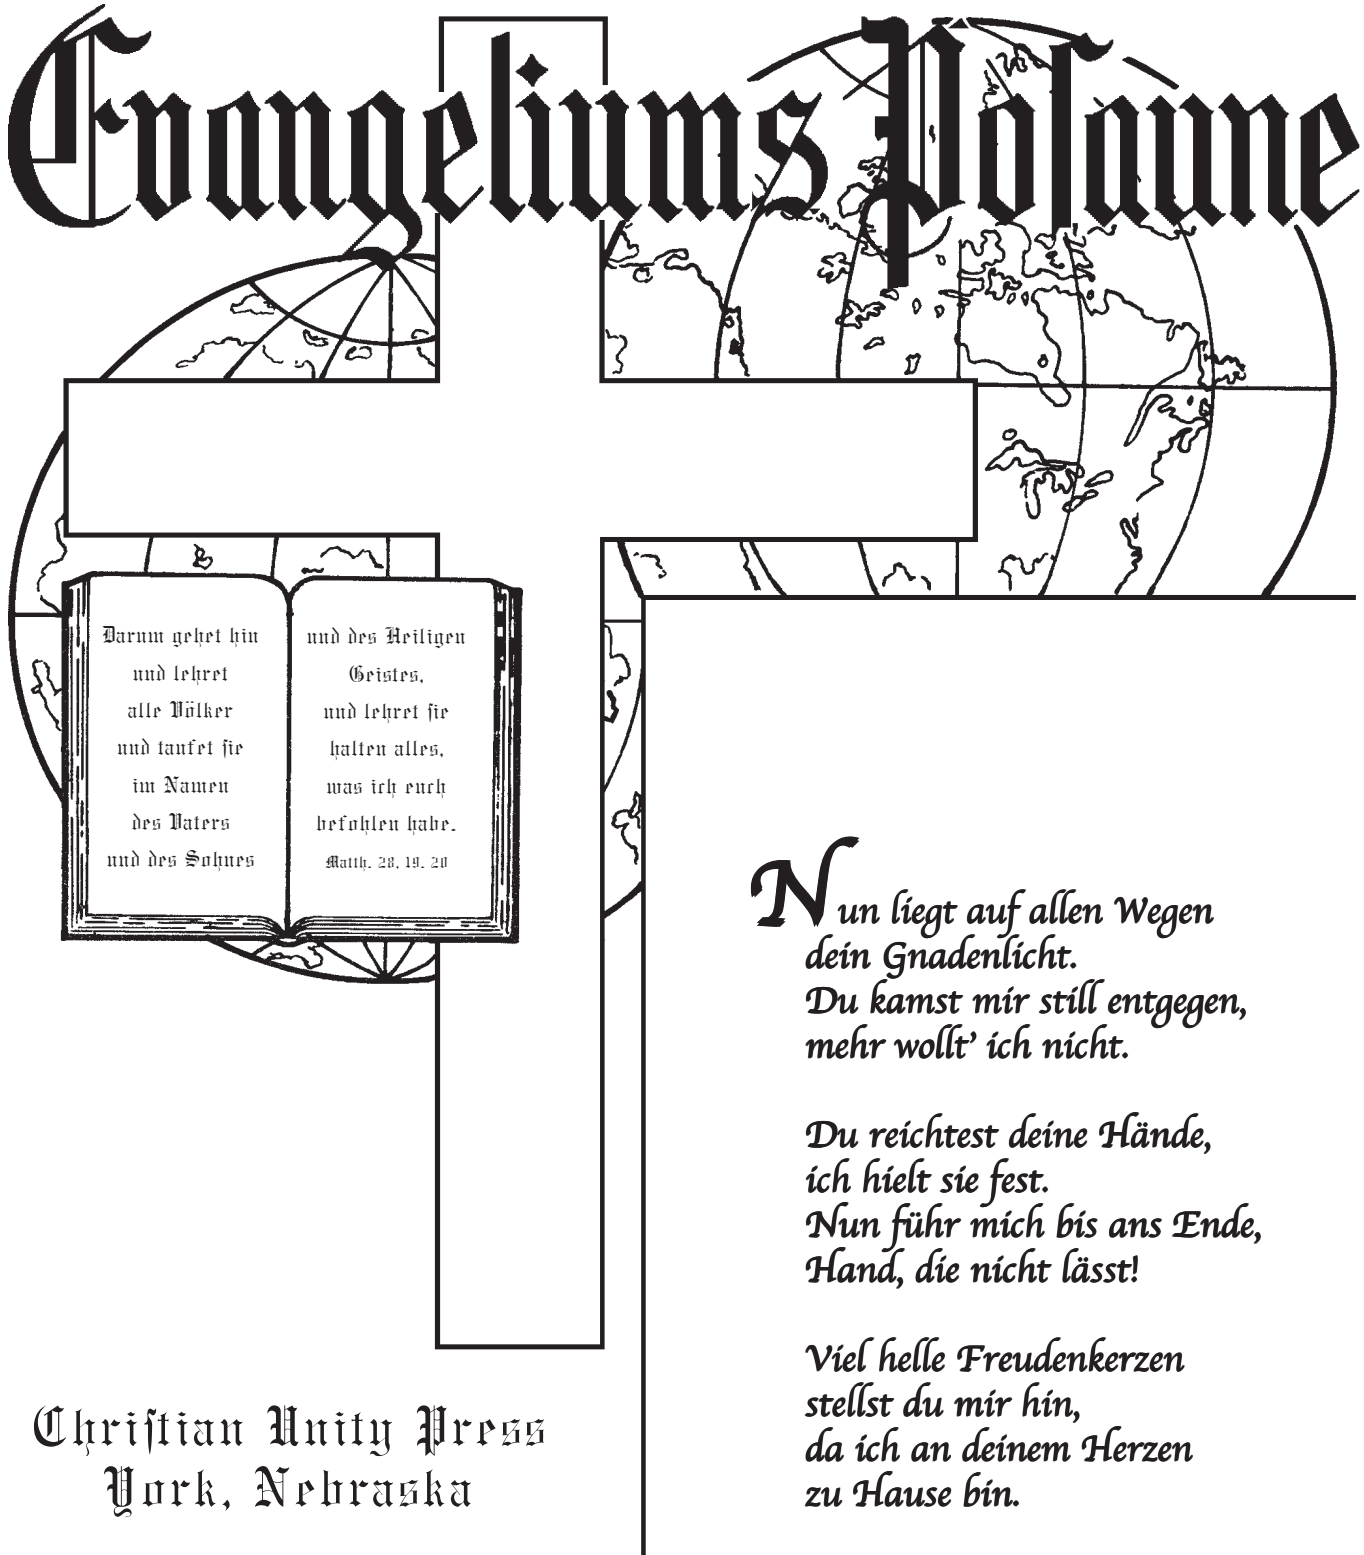 Evangeliums Poſaune
Darum gehet hin
und lehret
alle Völker
und taufet ſie
im Namen
des Vaters
und des Sohnes
und des Heiligen
Geistes,
und lehret ſie
halten alles,
was ich euch
befohlen habe.
Matth. 28, 19. 20
Nun liegt auf allen Wegen
dein Gnadenlicht.
Du kamst mir still entgegen,
mehr wollt’ ich nicht.
Du reichtest deine Hände,
ich hielt sie fest.
Nun führ mich bis ans Ende,
Hand, die nicht lässt!
Viel helle Freudenkerzen
stellst du mir hin,
da ich an deinem Herzen
zu Hause bin.
Chriſtian Unity Press
York, Nebraska